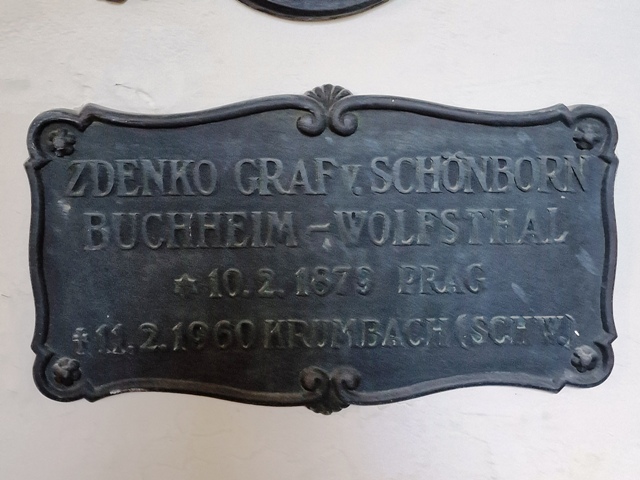 ZDENKO GRAF v. SCHÖNBORN
BUCHHEIM – WOLFSTHAL
* 10. 2. 1879 PRAG
† 11. 2. 1960 KRUMBACH (SCHW.)